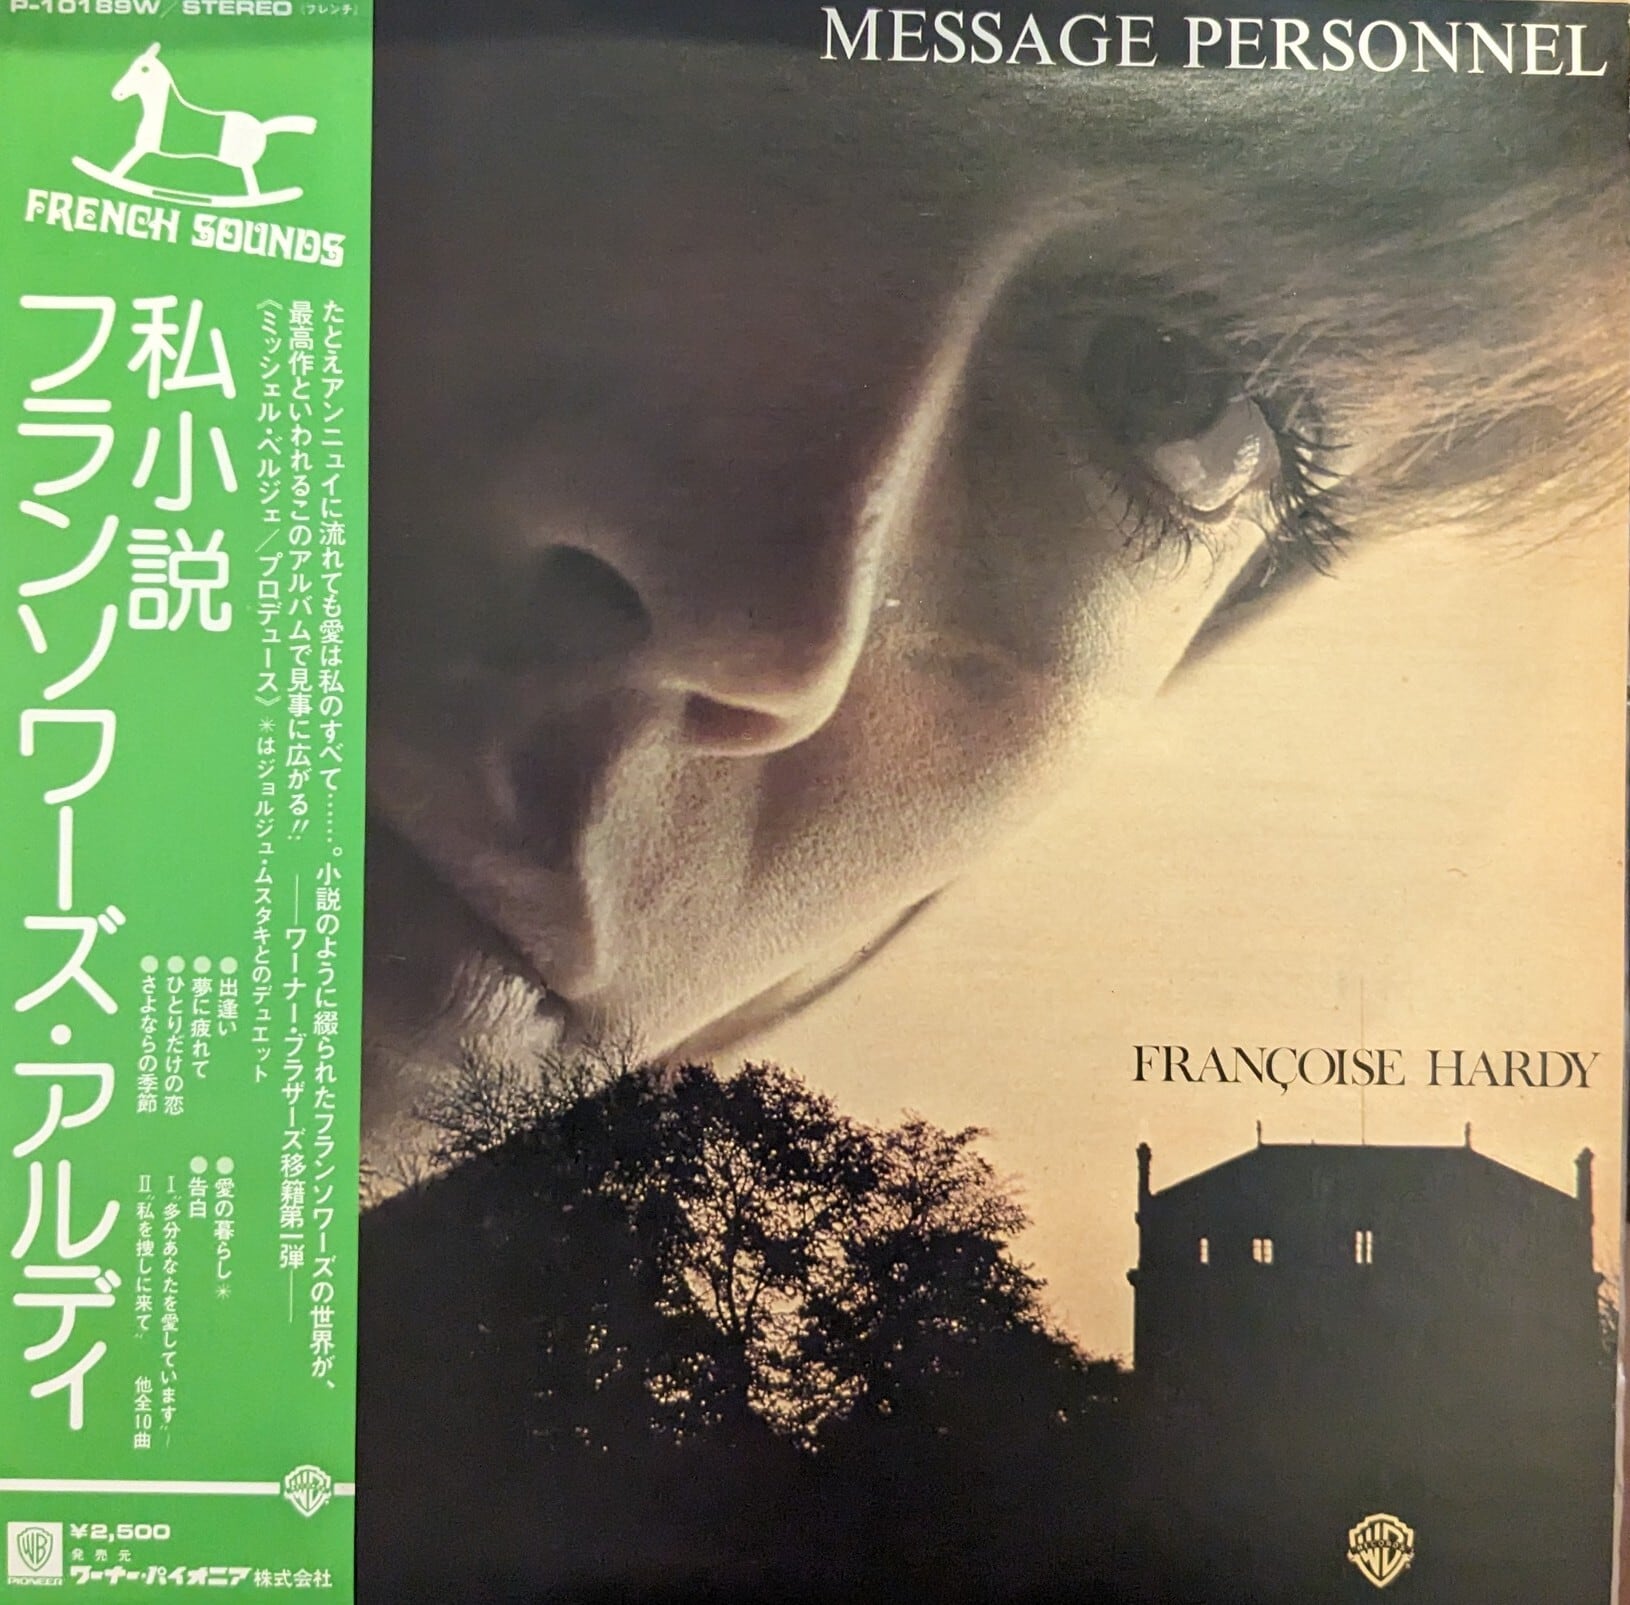 P-10189W/STEREO (フレンチ)
FRENCH SOUNDS
たとえアンニュイに流れても愛は私のすべて……。小説のように綴られたフランソワーズの世界が、
最高作といわれるこのアルバムで見事に広がる!! ——ワーナー・ブラザーズ移籍第一弾——
《ミッシェル・ベルジェ/プロデュース》 ＊はジョルジュ・ムスタキとのデュエット
私小説
フランソワーズ・アルディ
●出逢い
●夢に疲れて
●ひとりだけの恋
●さよならの季節
●愛の暮らし＊
●告白
Ⅰ“多分あなたを愛しています”〜
Ⅱ“私を捜しに来て” 他全10曲
WB
PIONEER
¥2,500
発売元
ワーナー・パイオニア株式会社
MESSAGE PERSONNEL
FRANÇOISE HARDY
RECORDS